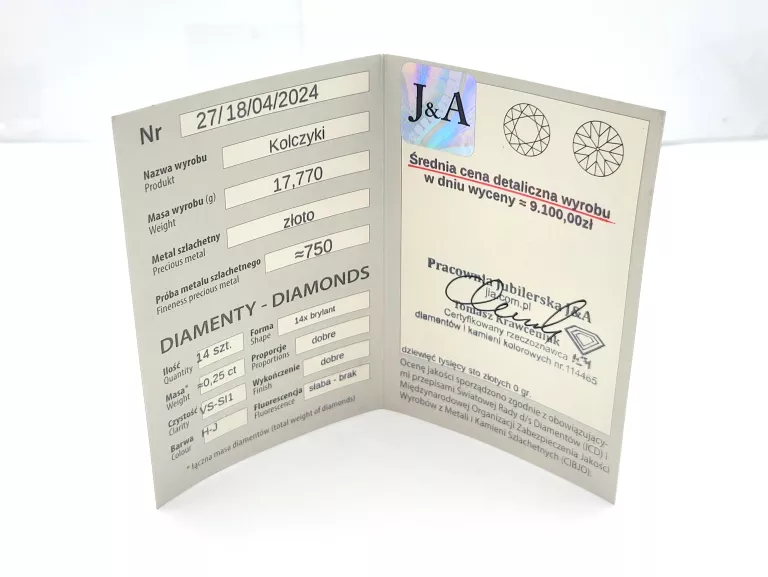 Nr 27/18/04/2024
Nazwa wyrobu
Produkt
Kolczyki
Masa wyrobu (g)
Weight
17,770
Metal szlachetny
Precious metal
złoto
Próba metalu szlachetnego
Fineness precious metal
≈750
DIAMENTY - DIAMONDS
Ilość
Quantity
14 szt.
Forma
Shape
14x brylant
Masa*
Weight
≈0,25 ct
Proporcje
Proportions
dobre
Czystość
Clarity
VS-SI1
Wykończenie
Finish
dobre
Barwa
Colour
H-J
Fluorescencja
Fluorescence
słaba - brak
* łączna masa diamentów (total weight of diamonds)
J&A
Średnia cena detaliczna wyrobu
w dniu wyceny ≈ 9.100,00zł
Pracownia Jubilerska J&A
jia.com.pl
Tomasz Krawceniuk
Certyfikowany rzeczoznawca
diamentów i kamieni kolorowych nr.114465
dziewięć tysięcy sto złotych 0 gr.
Ocenę jakości sporządzono zgodnie z obowiązujący-
mi przepisami Światowej Rady d/s Diamentów (ICD) i
Międzynarodowej Organizacji Zabezpieczenia Jakości
Wyrobów z Metali i Kamieni Szlachetnych (CIBJO).